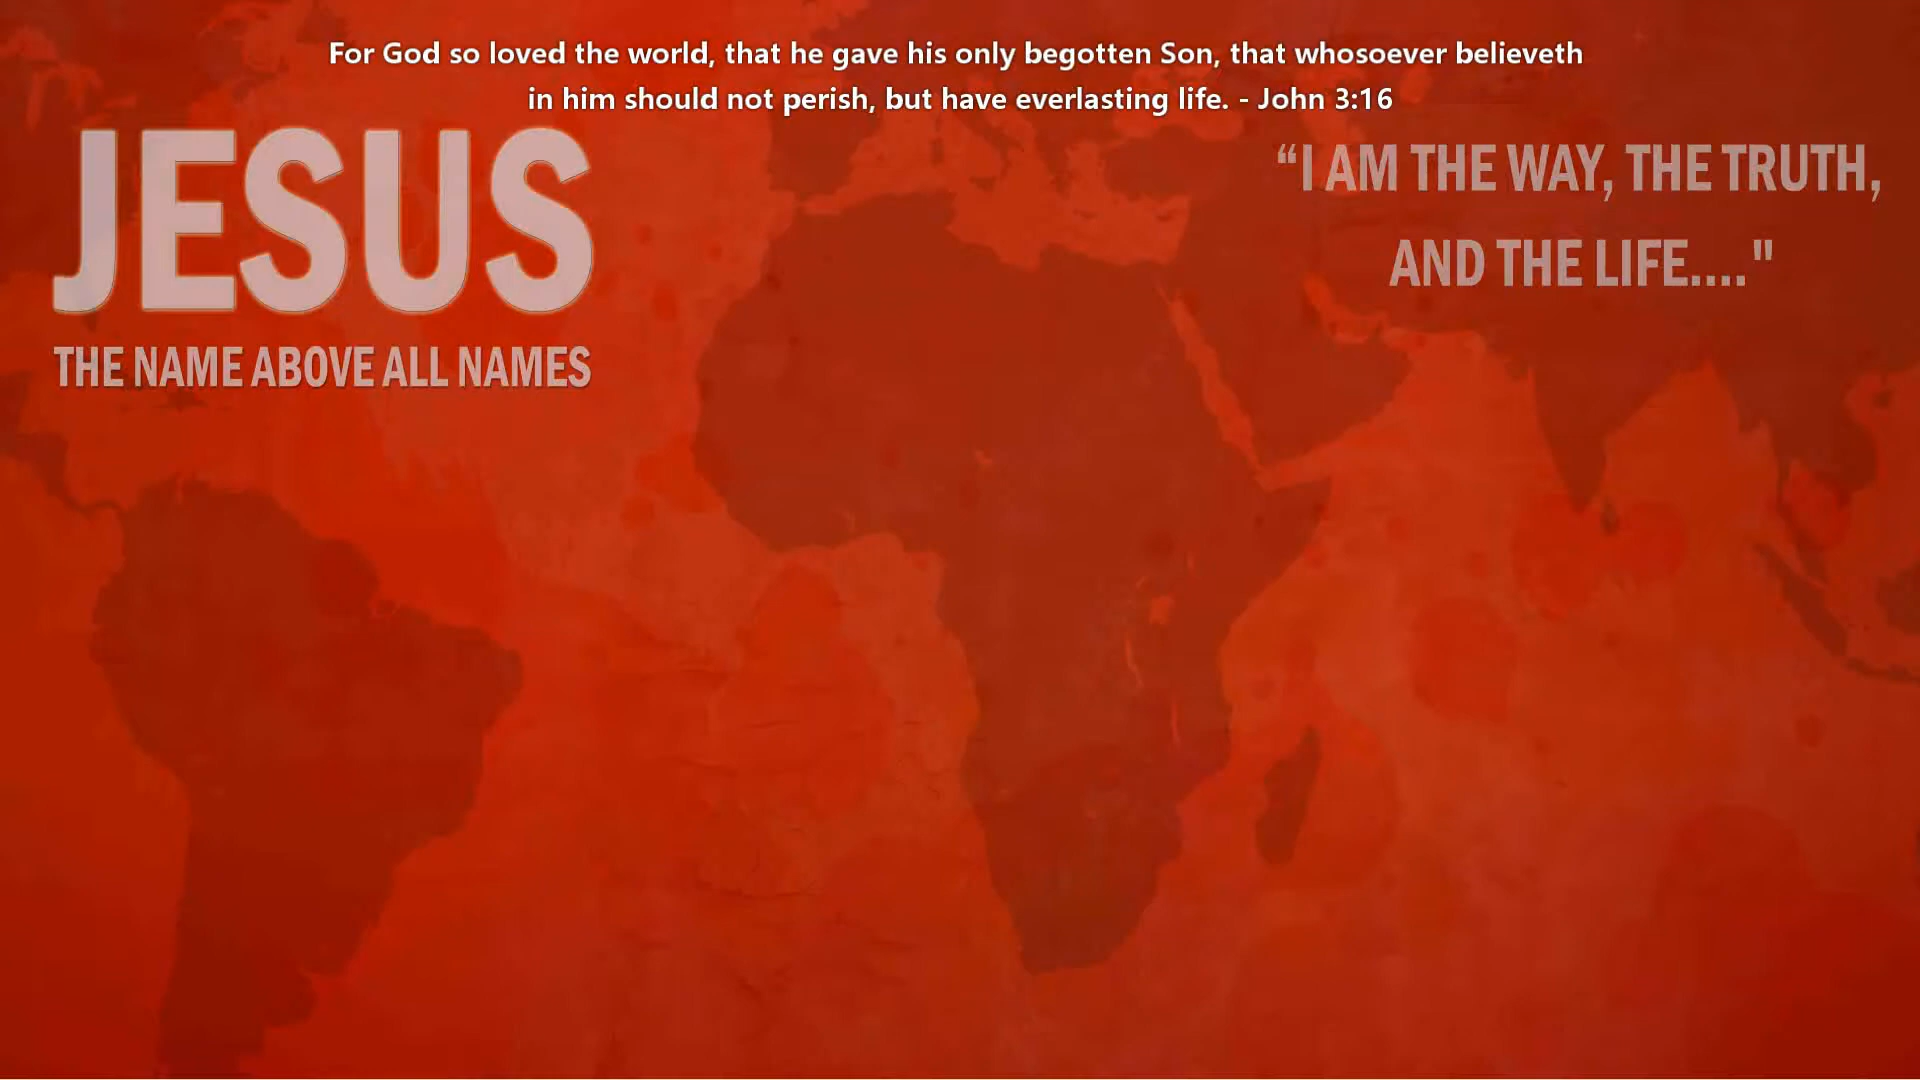 For God so loved the world, that he gave his only begotten Son, that whosoever believeth
in him should not perish, but have everlasting life. - John 3:16
JESUS
THE NAME ABOVE ALL NAMES
“I AM THE WAY, THE TRUTH,
AND THE LIFE...."